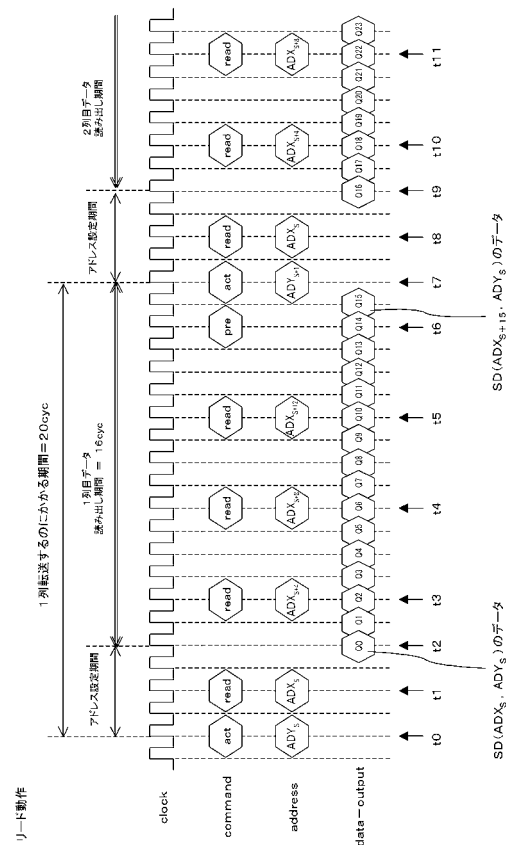 リード動作
1列転送するのにかかる期間=20cyc
アドレス設定期間
1列目データ
読み出し期間 = 16cyc
アドレス設定期間
2列目データ
読み出し期間
clock
command
act
read
read
read
read
pre
act
read
read
read
address
ADYS
ADXS
ADXS+4
ADXS+8
ADXS+12
ADYS+1
ADXS
ADXS+4
ADXS+8
data-output
Q0
Q1
Q2
Q3
Q4
Q5
Q6
Q7
Q8
Q9
Q10
Q11
Q12
Q13
Q14
Q15
Q16
Q17
Q18
Q19
Q20
Q21
Q22
Q23
t0
t1
t2
t3
t4
t5
t6
t7
t8
t9
t10
t11
SD(ADXS, ADYS)のデータ
SD(ADXS+15, ADYS)のデータ